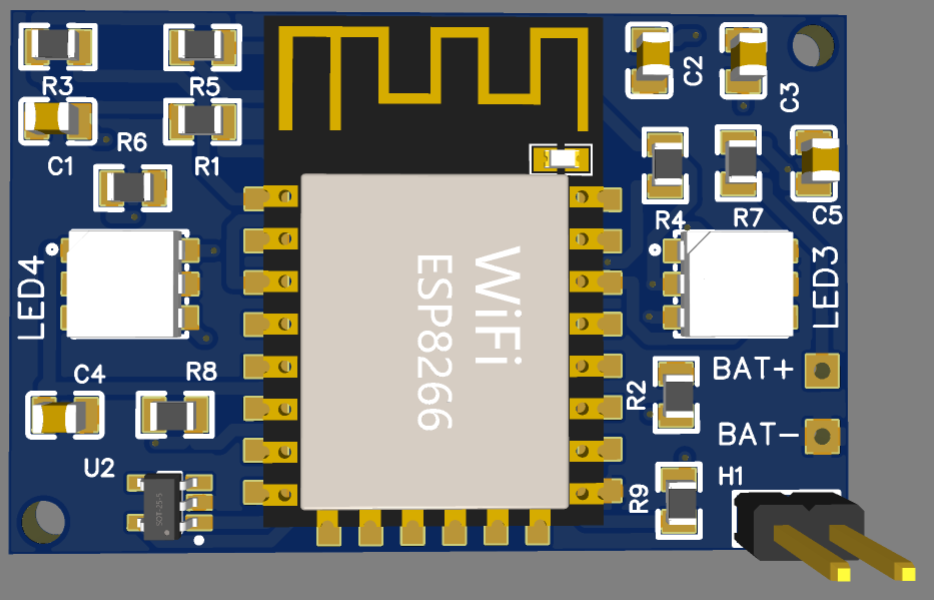 R3
R5
C2
C3
C1
R6
R1
R4
R7
C5
LED4
WiFi
ESP8266
LED3
C4
R8
R2
BAT+
BAT-
U2
R9
H1
SOT-25-5